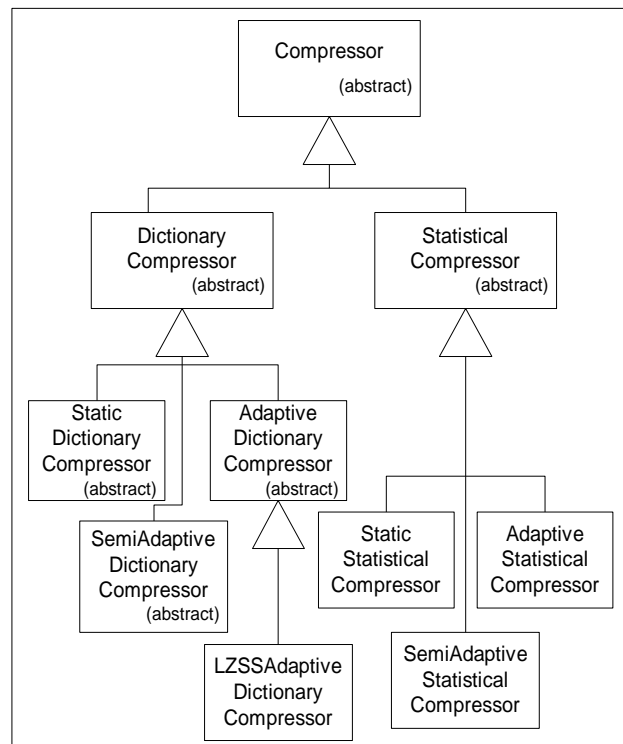 Compressor
(abstract)
Dictionary
Compressor
(abstract)
Statistical
Compressor
(abstract)
Static
Dictionary
Compressor
(abstract)
Adaptive
Dictionary
Compressor
(abstract)
SemiAdaptive
Dictionary
Compressor
(abstract)
Static
Statistical
Compressor
Adaptive
Statistical
Compressor
LZSSAdaptive
Dictionary
Compressor
SemiAdaptive
Statistical
Compressor